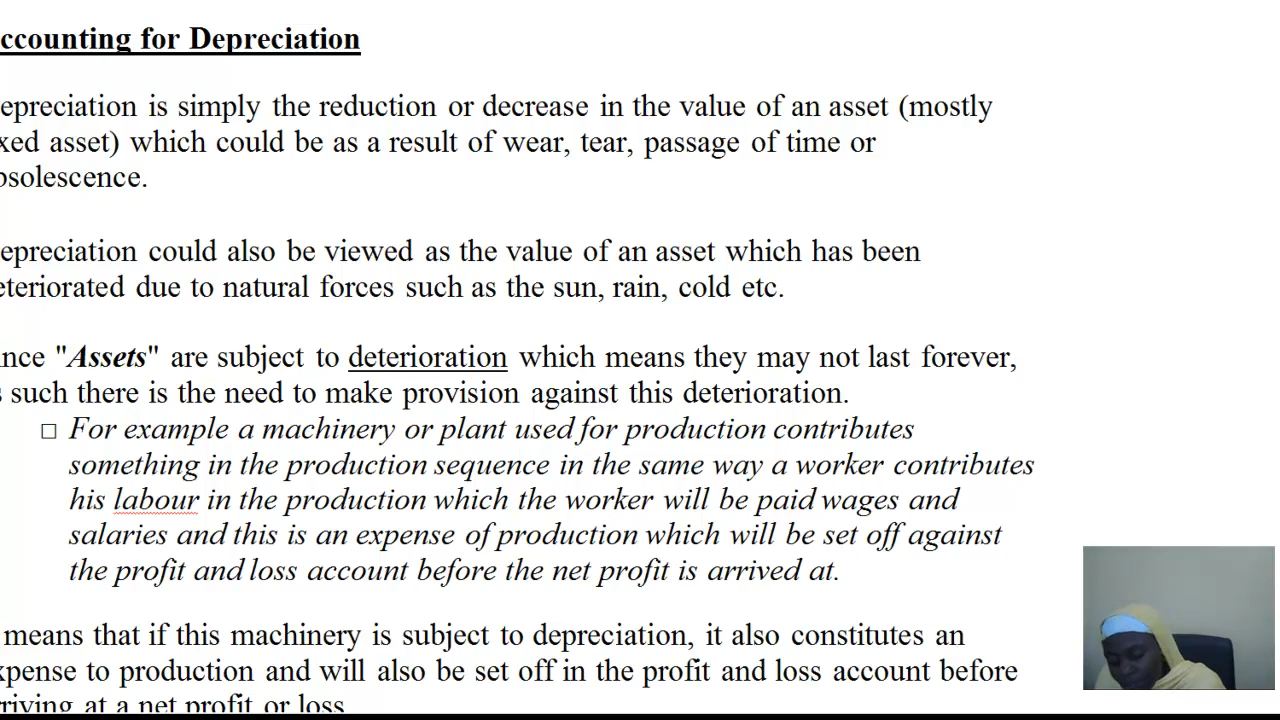 ccounting for Depreciation
epreciation is simply the reduction or decrease in the value of an asset (mostly
xed asset) which could be as a result of wear, tear, passage of time or
bsolescence.
epreciation could also be viewed as the value of an asset which has been
eteriorated due to natural forces such as the sun, rain, cold etc.
ince "Assets" are subject to deterioration which means they may not last forever,
s such there is the need to make provision against this deterioration.
□ For example a machinery or plant used for production contributes
something in the production sequence in the same way a worker contributes
his labour in the production which the worker will be paid wages and
salaries and this is an expense of production which will be set off against
the profit and loss account before the net profit is arrived at.
means that if this machinery is subject to depreciation, it also constitutes an
xpense to production and will also be set off in the profit and loss account before
rriving at a net profit or loss